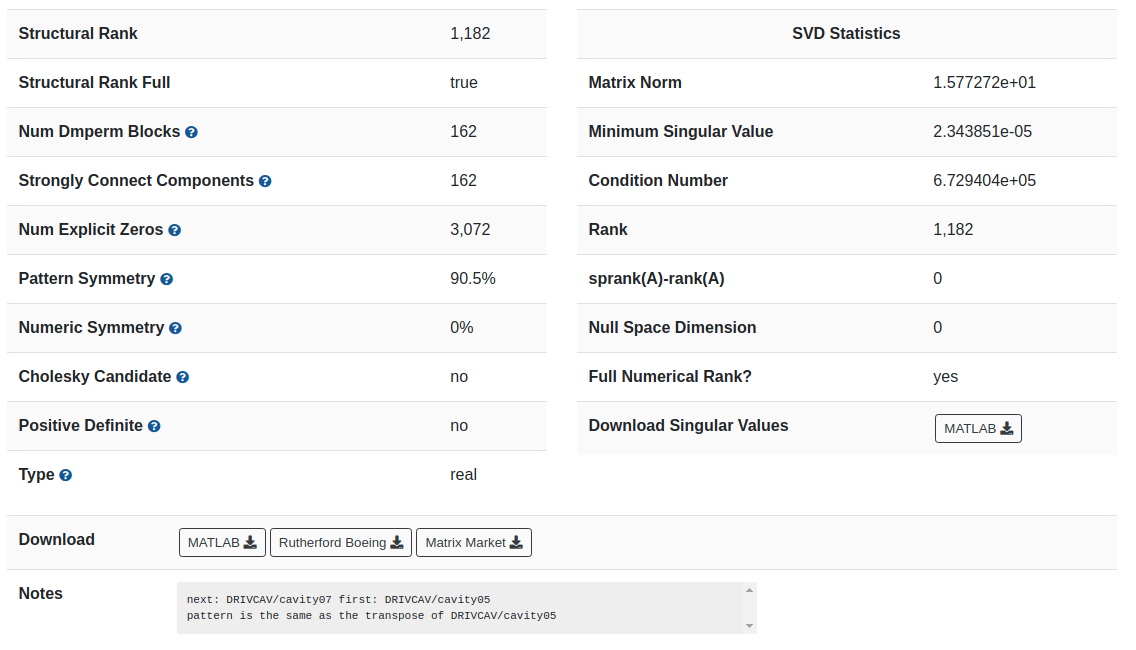 Structural Rank 1,182
Structural Rank Full true
Num Dmperm Blocks 162
Strongly Connect Components 162
Num Explicit Zeros 3,072
Pattern Symmetry 90.5%
Numeric Symmetry 0%
Cholesky Candidate no
Positive Definite no
Type real
SVD Statistics
Matrix Norm 1.577272e+01
Minimum Singular Value 2.343851e-05
Condition Number 6.729404e+05
Rank 1,182
sprank(A)-rank(A) 0
Null Space Dimension 0
Full Numerical Rank? yes
Download Singular Values MATLAB
Download MATLAB Rutherford Boeing Matrix Market
Notes
next: DRIVCAV/cavity07 first: DRIVCAV/cavity05
pattern is the same as the transpose of DRIVCAV/cavity05